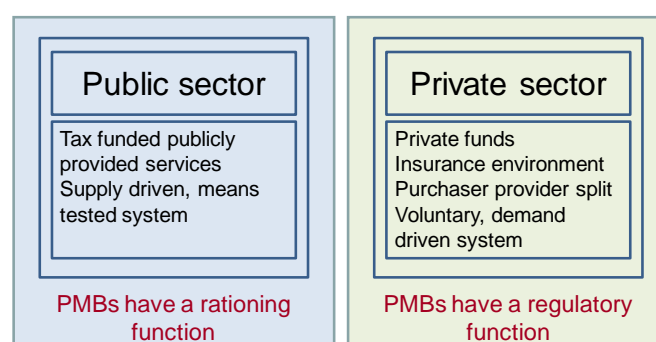 Public sector
Tax funded publicly
provided services
Supply driven, means
tested system
PMBs have a rationing
function
Private sector
Private funds
Insurance environment
Purchaser provider split
Voluntary, demand
driven system
PMBs have a regulatory
function